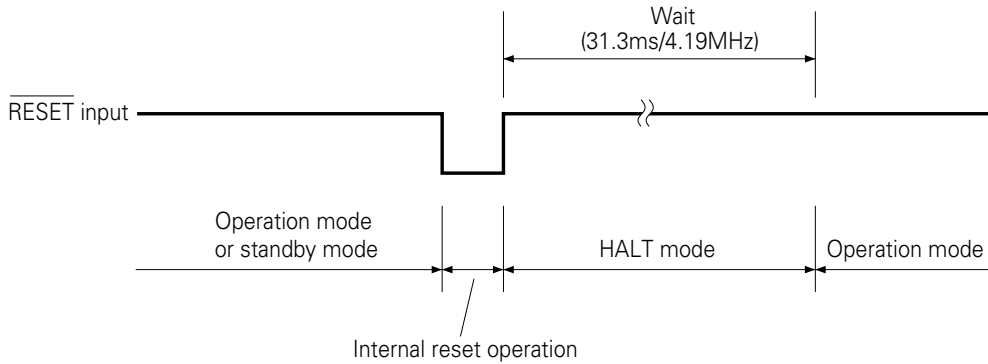 Wait
(31.3ms/4.19MHz)
RESET input
Operation mode
or standby mode
HALT mode
Operation mode
Internal reset operation